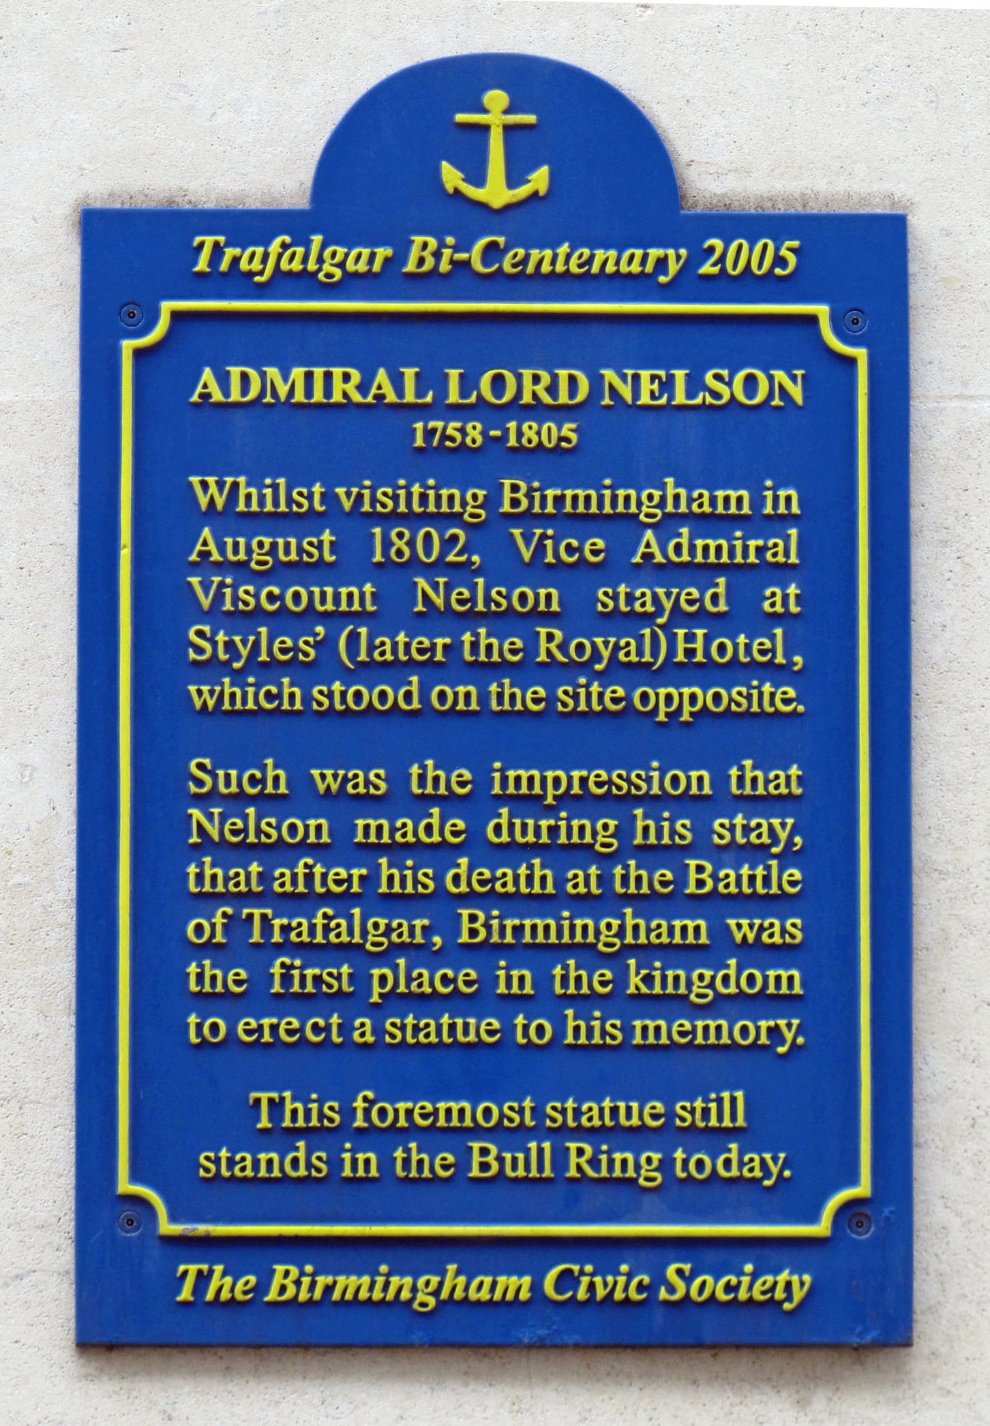 Trafalgar Bi-Centenary 2005
ADMIRAL LORD NELSON
1758-1805
Whilst visiting Birmingham in
August 1802, Vice Admiral
Viscount Nelson stayed at
Styles' (later the Royal) Hotel,
which stood on the site opposite.
Such was the impression that
Nelson made during his stay,
that after his death at the Battle
of Trafalgar, Birmingham was
the first place in the kingdom
to erect a statue to his memory.
This foremost statue still
stands in the Bull Ring today.
The Birmingham Civic Society